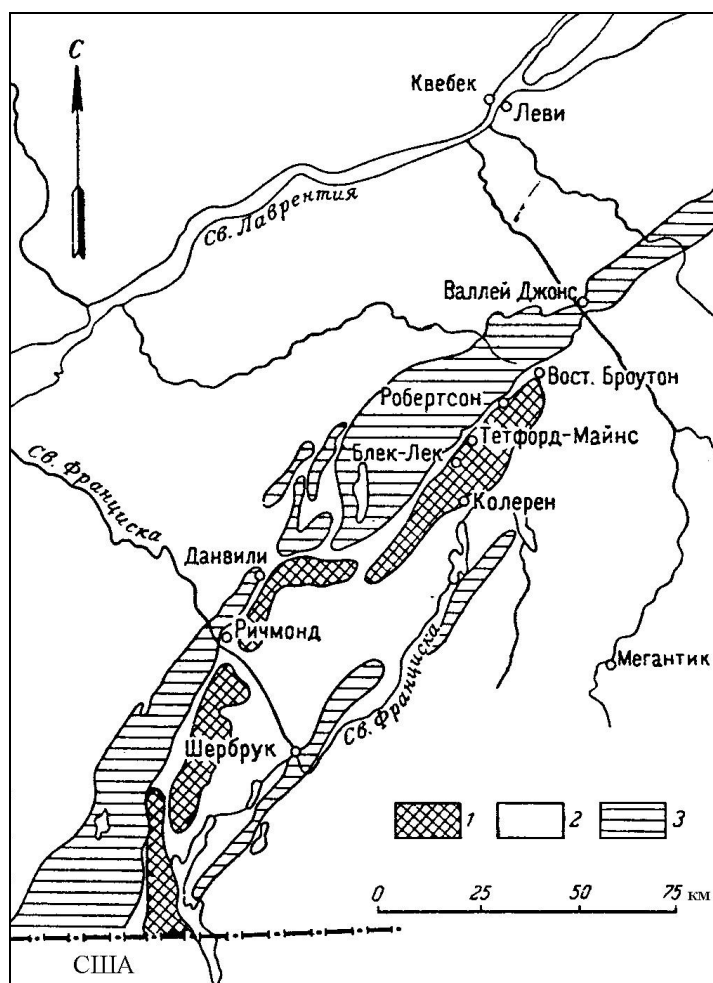 С
Квебек
Леви
Св. Лаврентия
Валлей Джонс
Вост. Броутон
Робертсон
Тетфорд-Майнс
Блек-Лек
Колерен
Св. Франциска
Данвили
Ричмонд
Св. Франциска
Мегантик
Шербрук
1 2 3
0 25 50 75 км
США